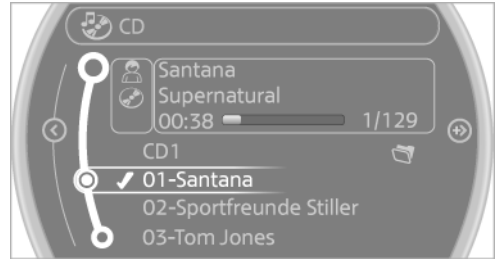 CD
Santana
Supernatural
00:38 1/129
CD1
01-Santana
02-Sportfreunde Stiller
03-Tom Jones